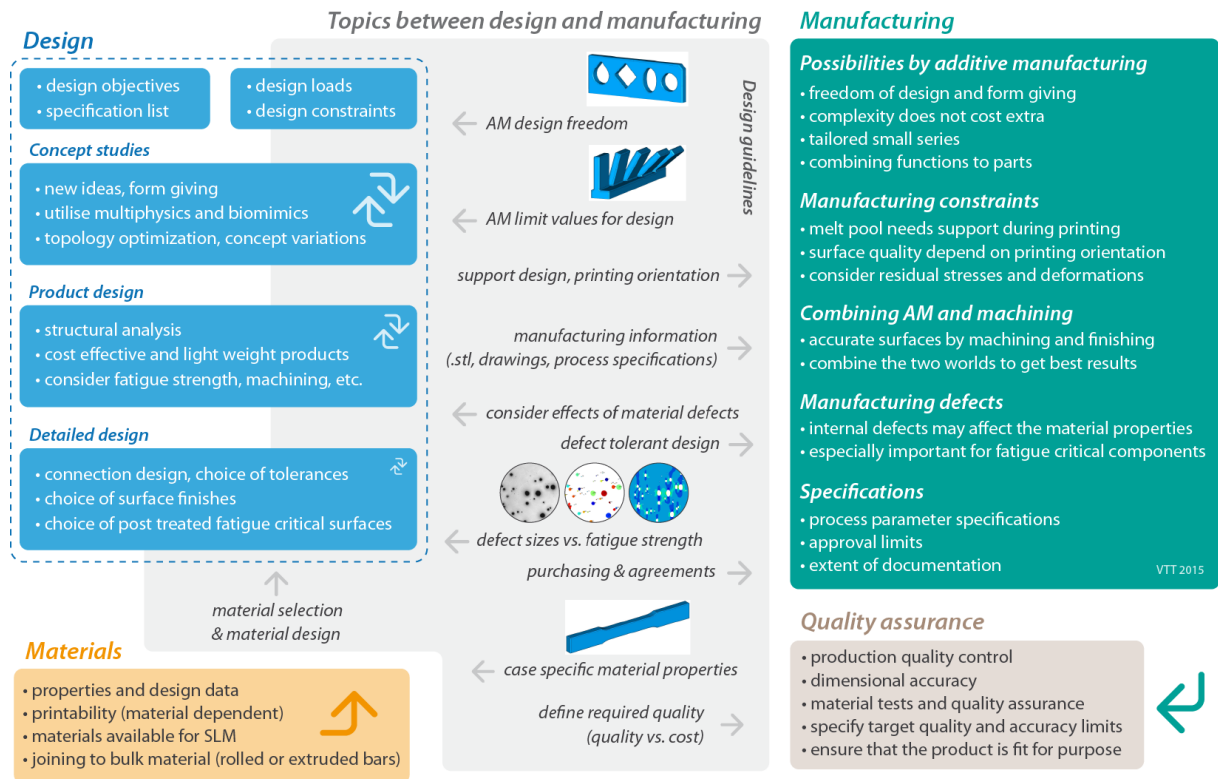 Topics between design and manufacturing
Design
• design objectives
• specification list
• design loads
• design constraints
Concept studies
• new ideas, form giving
• utilise multiphysics and biomimics
• topology optimization, concept variations
Product design
• structural analysis
• cost effective and light weight products
• consider fatigue strength, machining, etc.
Detailed design
• connection design, choice of tolerances
• choice of surface finishes
• choice of post treated fatigue critical surfaces
material selection
& material design
Materials
• properties and design data
• printability (material dependent)
• materials available for SLM
• joining to bulk material (rolled or extruded bars)
Design guidelines
AM design freedom
AM limit values for design
support design, printing orientation
manufacturing information
(.stl, drawings, process specifications)
consider effects of material defects
defect tolerant design
defect sizes vs. fatigue strength
purchasing & agreements
case specific material properties
define required quality
(quality vs. cost)
Manufacturing
Possibilities by additive manufacturing
• freedom of design and form giving
• complexity does not cost extra
• tailored small series
• combining functions to parts
Manufacturing constraints
• melt pool needs support during printing
• surface quality depend on printing orientation
• consider residual stresses and deformations
Combining AM and machining
• accurate surfaces by machining and finishing
• combine the two worlds to get best results
Manufacturing defects
• internal defects may affect the material properties
• especially important for fatigue critical components
Specifications
• process parameter specifications
• approval limits
• extent of documentation
VTT 2015
Quality assurance
• production quality control
• dimensional accuracy
• material tests and quality assurance
• specify target quality and accuracy limits
• ensure that the product is fit for purpose